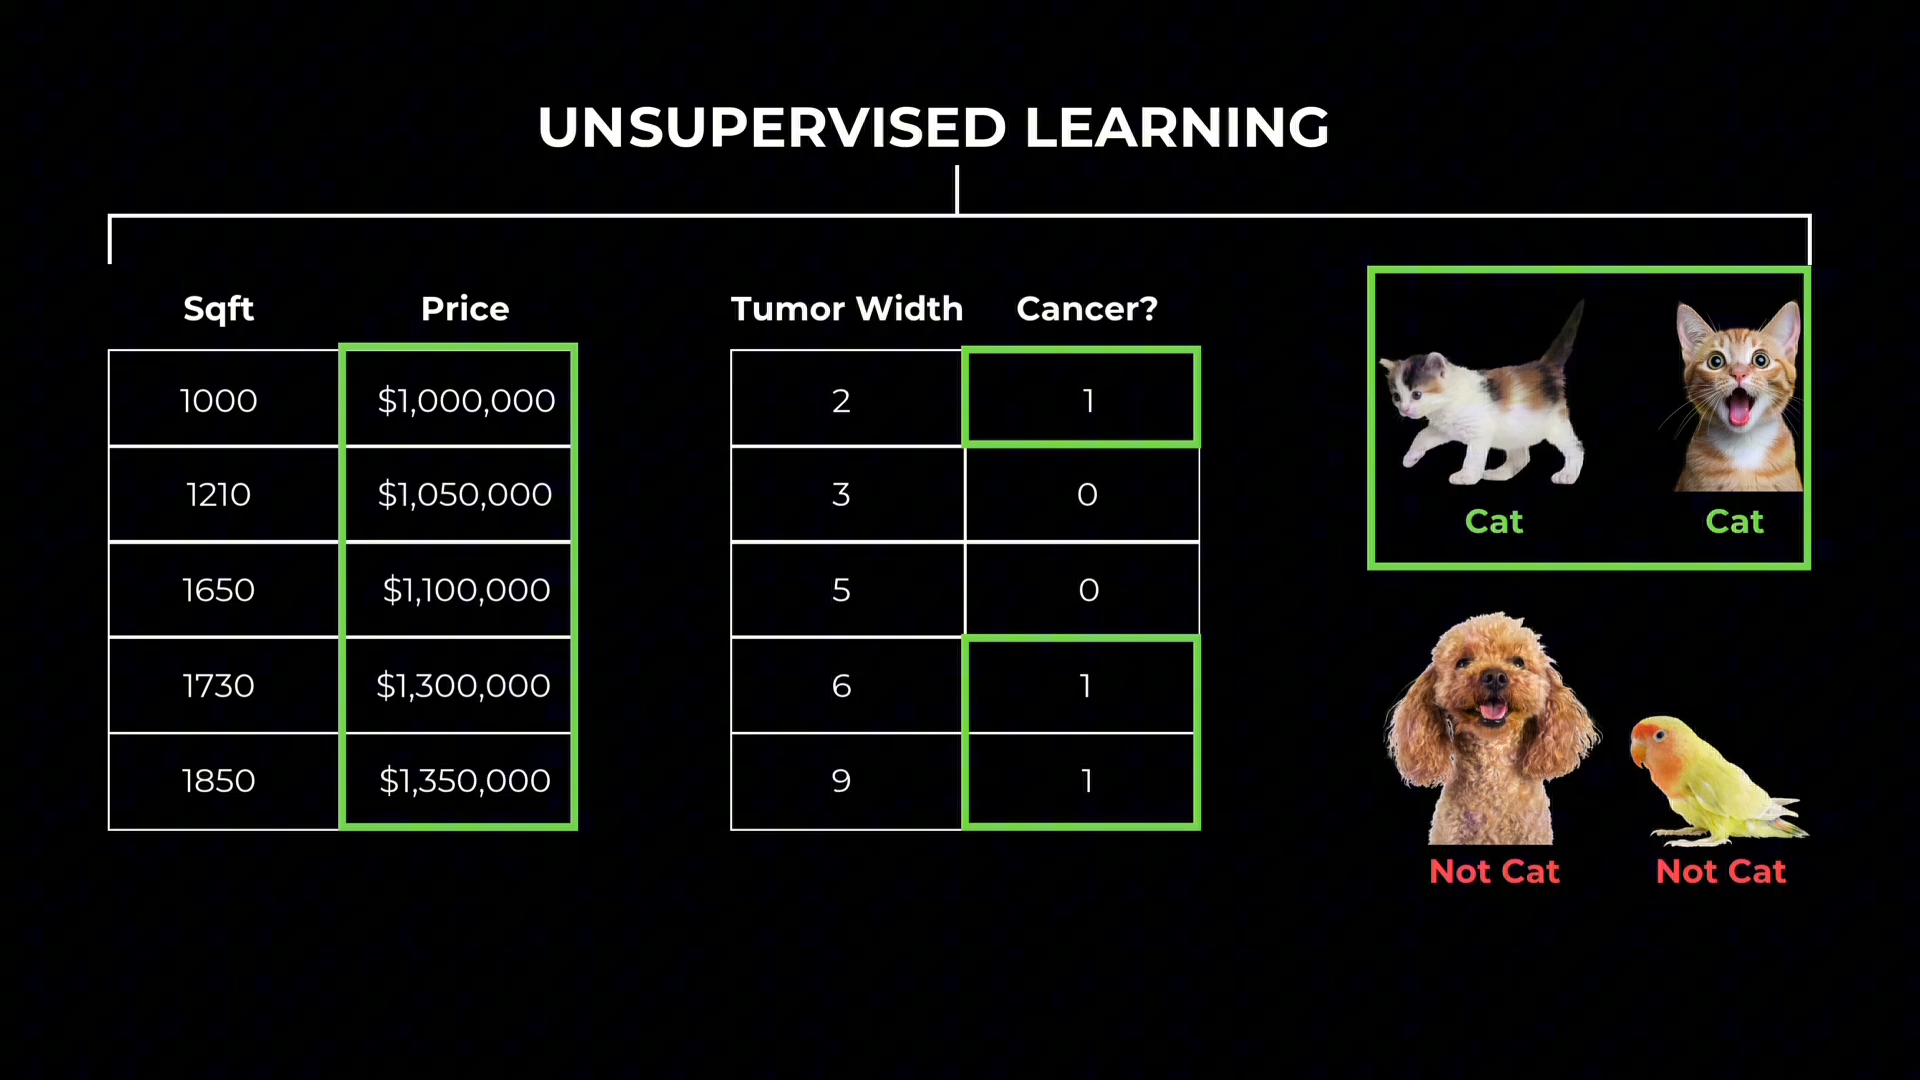 UNSUPERVISED LEARNING
Sqft Price
1000 $1,000,000
1210 $1,050,000
1650 $1,100,000
1730 $1,300,000
1850 $1,350,000
Tumor Width Cancer?
2 1
3 0
5 0
6 1
9 1
Cat Cat
Not Cat Not Cat